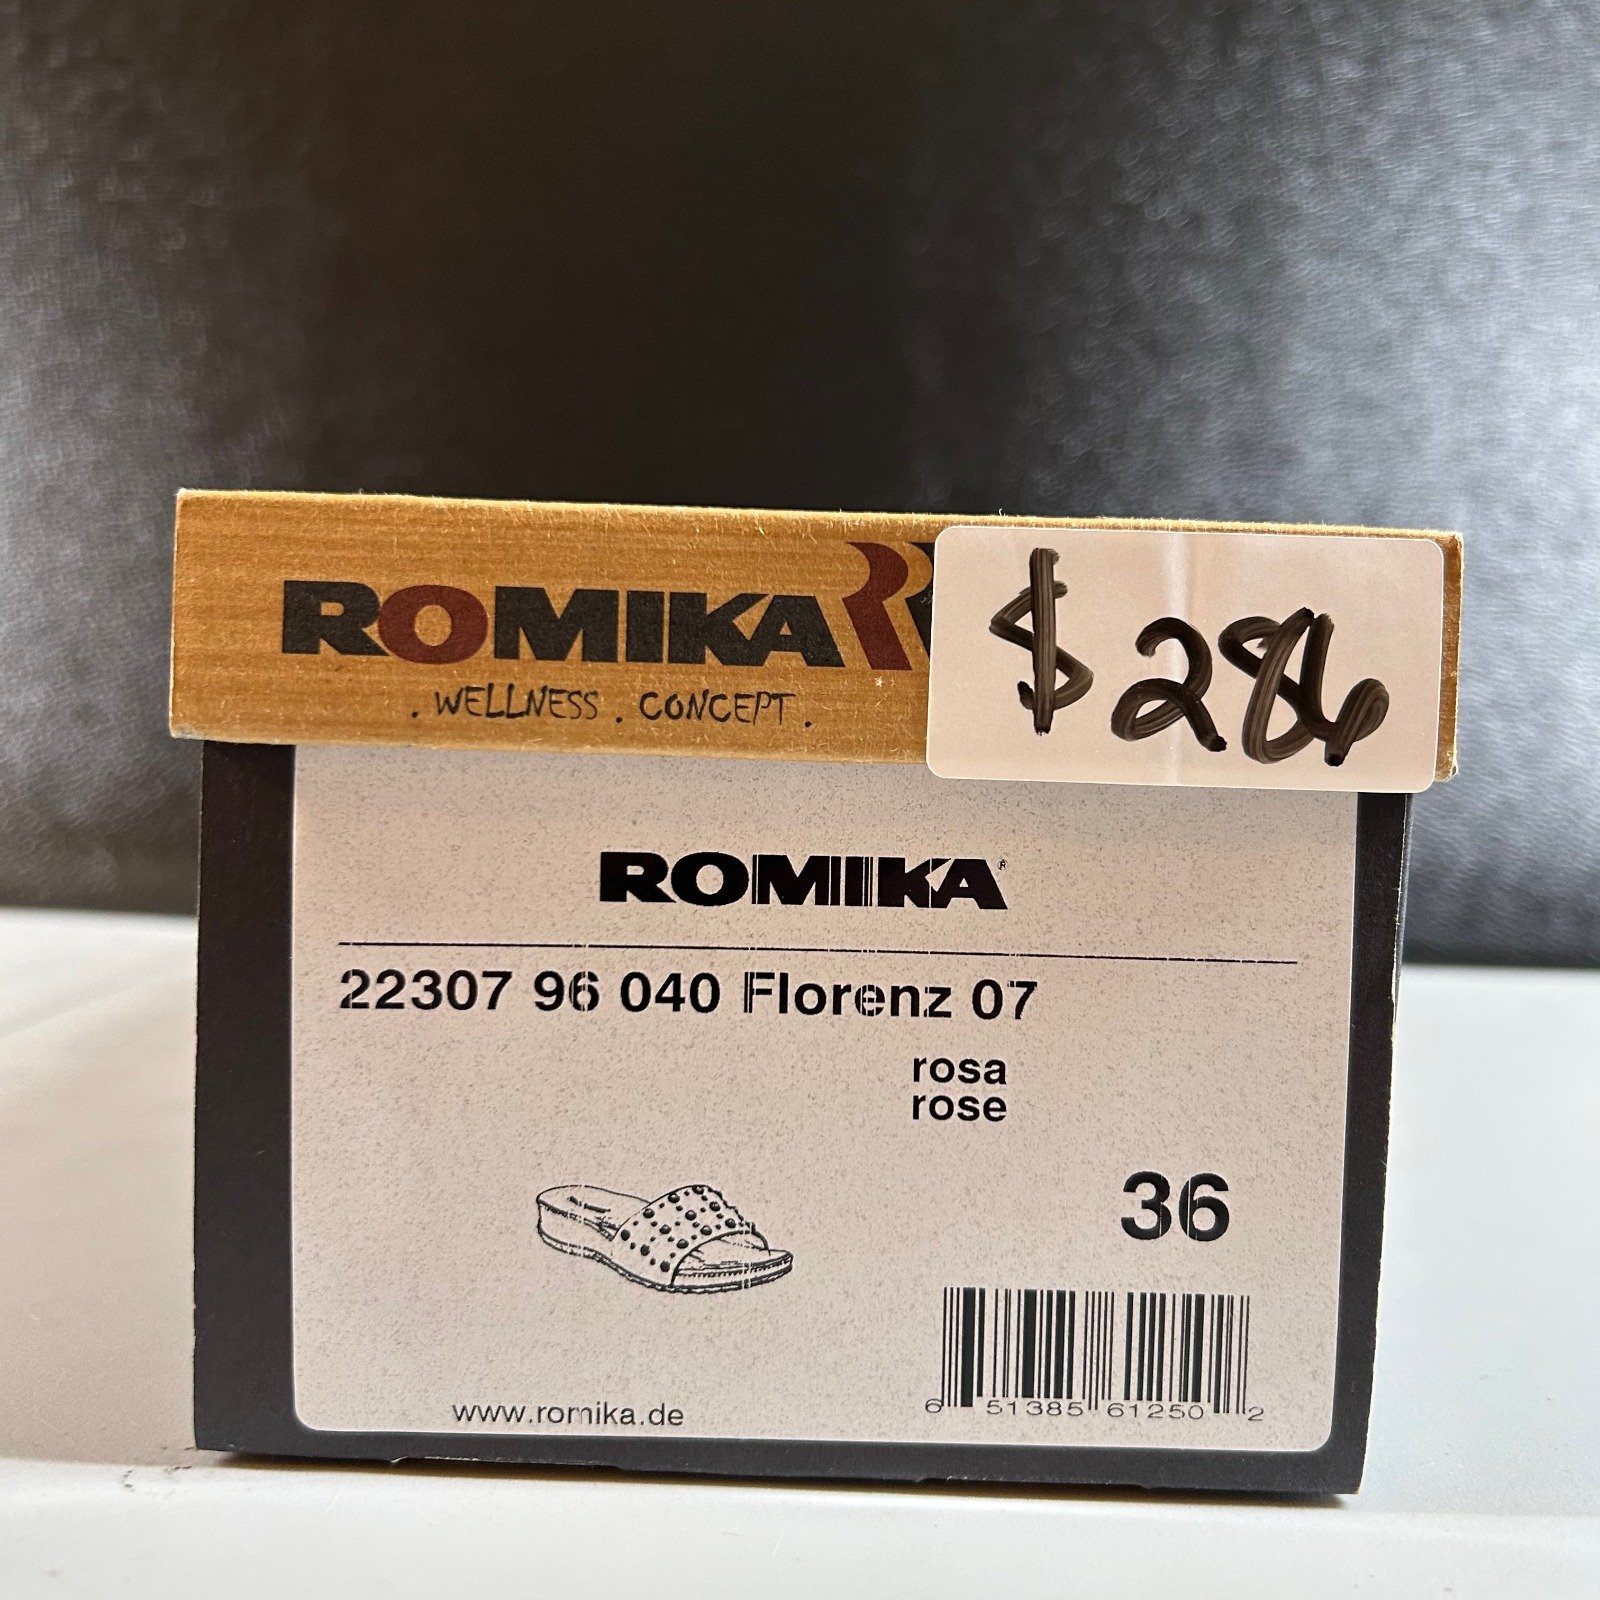 ROMIKA
. WELLNESS . CONCEPT .
$ 286
ROMIKA®
22307 96 040 Florenz 07
rosa
rose
36
6 51385 61250 2
www.romika.de